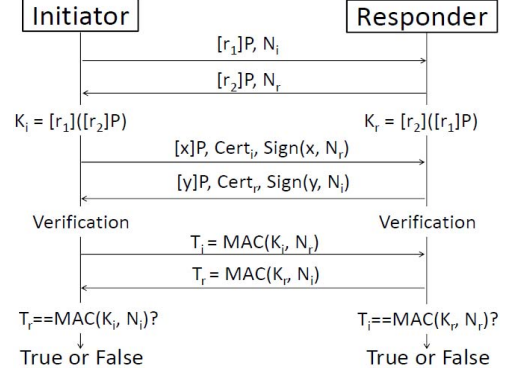 Initiator Responder
[r₁]P, Nᵢ
[r₂]P, Nᵣ
Kᵢ = [r₁]([r₂]P) Kᵣ = [r₂]([r₁]P)
[x]P, Certᵢ, Sign(x, Nᵣ)
[y]P, Certᵣ, Sign(y, Nᵢ)
Verification Verification
Tᵢ = MAC(Kᵢ, Nᵣ)
Tᵣ = MAC(Kᵣ, Nᵢ)
Tᵣ==MAC(Kᵢ, Nᵢ)? Tᵢ==MAC(Kᵣ, Nᵣ)?
True or False True or False